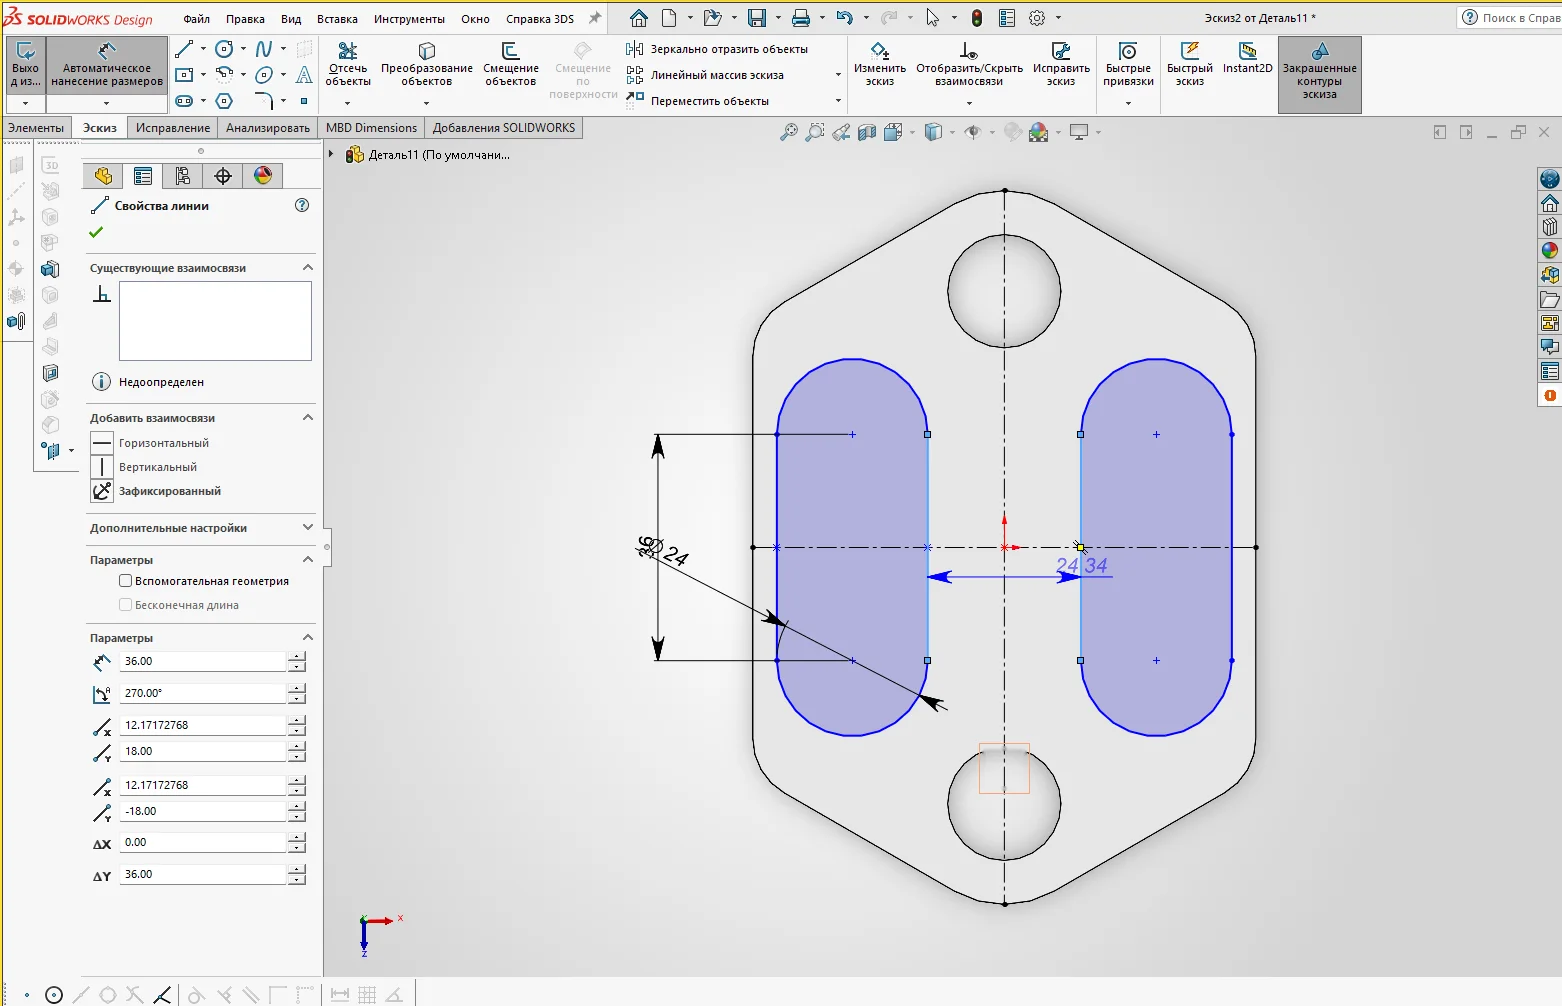 SOLIDWORKS Design
Файл Правка Вид Вставка Инструменты Окно Справка 3DS
Эскиз2 от Деталь11 *
Поиск в Справ
Выхо
д из...
Автоматическое
нанесение размеров
Отсечь
объекты
Преобразование
объектов
Смещение
объектов
Смещение
по
поверхности
Зеркально отразить объекты
Линейный массив эскиза
Переместить объекты
Изменить
эскиз
Отобразить/Скрыть
взаимосвязи
Исправить
эскиз
Быстрые
привязки
Быстрый
эскиз
Instant2D
Закрашенные
контуры
эскиза
Элементы Эскиз Исправление Анализировать MBD Dimensions Добавления SOLIDWORKS
Деталь11 (По умолчани...
Свойства линии
Существующие взаимосвязи
Недоопределен
Добавить взаимосвязи
Горизонтальный
Вертикальный
Зафиксированный
Дополнительные настройки
Параметры
Вспомогательная геометрия
Бесконечная длина
Параметры
36.00
270.00°
12.17172768
18.00
12.17172768
-18.00
ΔX 0.00
ΔY 36.00
36
Ø 24
24.34
X
Z